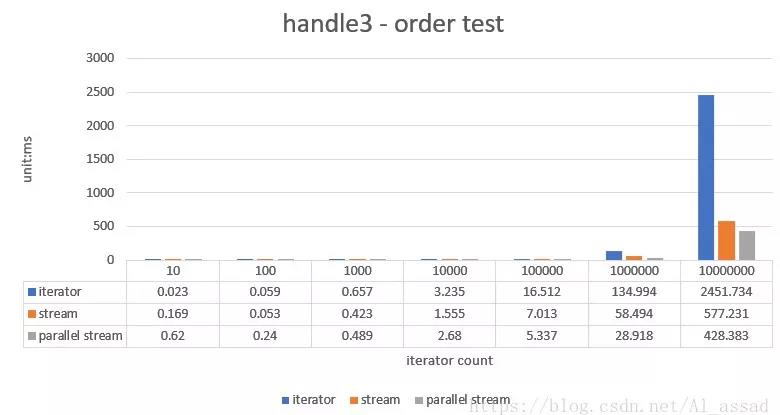 handle3 - order test
3000
2500
2000
1500
1000
500
0
unit:ms
10 100 1000 10000 100000 1000000 10000000
iterator 0.023 0.059 0.657 3.235 16.512 134.994 2451.734
stream 0.169 0.053 0.423 1.555 7.013 58.494 577.231
parallel stream 0.62 0.24 0.489 2.68 5.337 28.918 428.383
iterator count
iterator stream parallel stream
https://blog.csdn.net/Al_assad